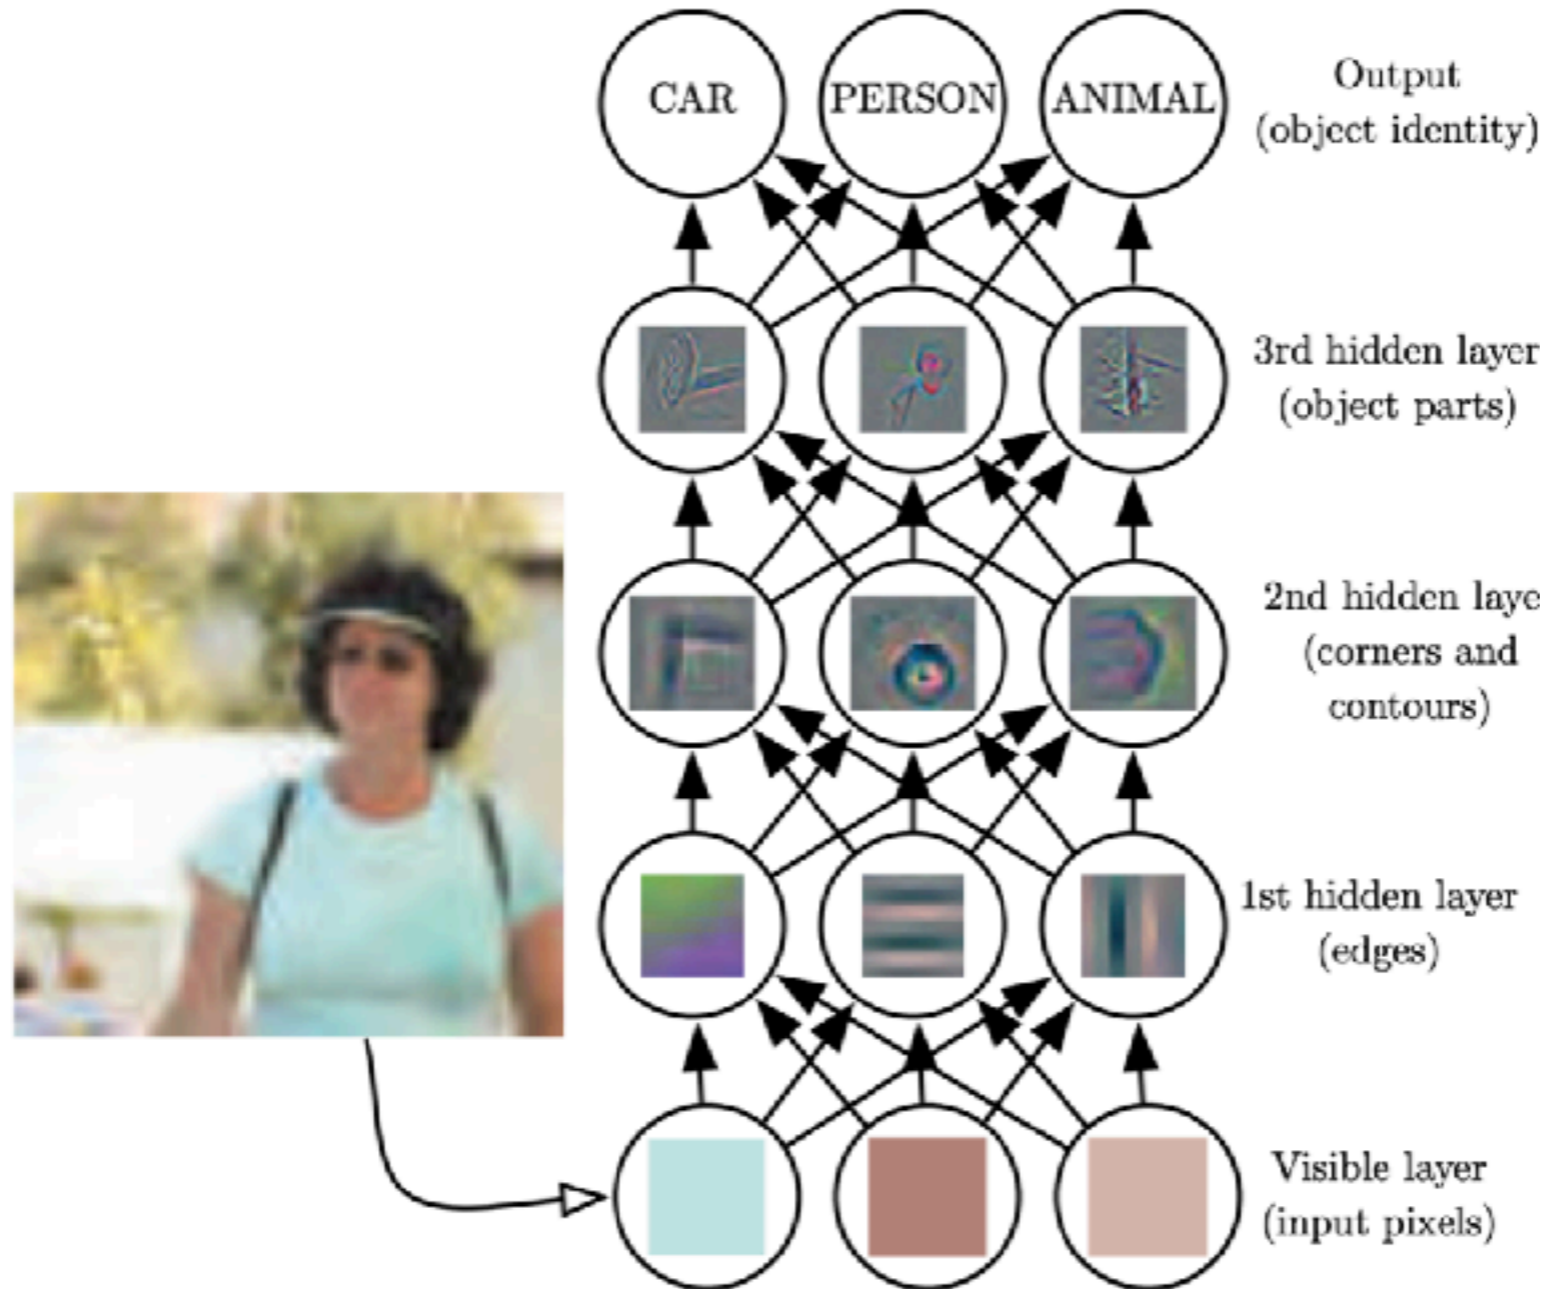 CAR
PERSON
ANIMAL
Output
(object identity)
3rd hidden layer
(object parts)
2nd hidden laye
(corners and
contours)
1st hidden layer
(edges)
Visible layer
(input pixels)